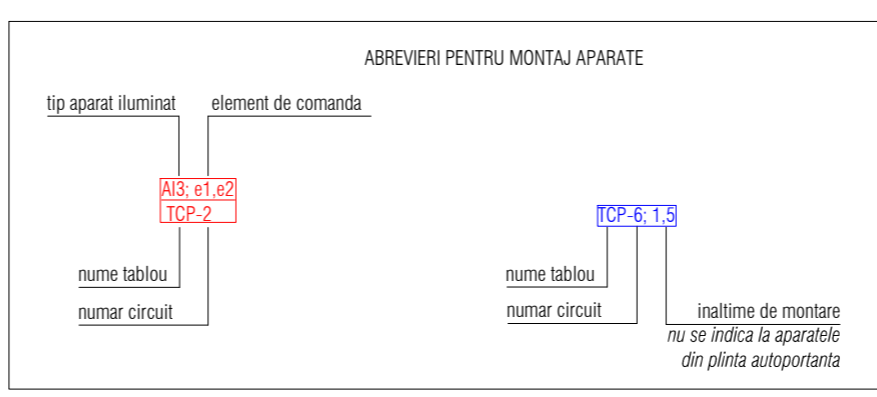 ABREVIERI PENTRU MONTAJ APARATE
tip aparat iluminat
element de comanda
AI3; e1,e2
TCP-2
nume tablou
numar circuit
TCP-6; 1,5
nume tablou
numar circuit
inaltime de montare
nu se indica la aparatele
din plinta autoportanta